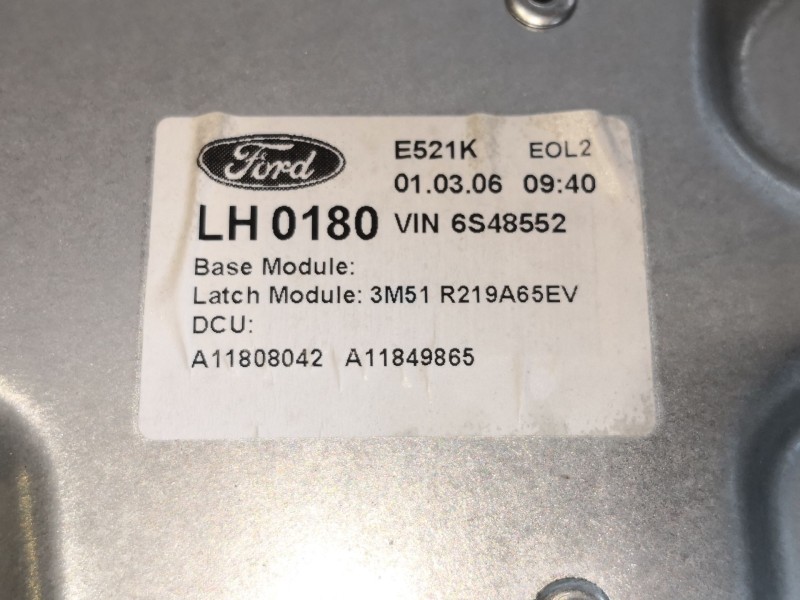 Ford E521K EOL2
01.03.06 09:40
LH 0180 VIN 6S48552
Base Module:
Latch Module: 3M51 R219A65EV
DCU:
A11808042 A11849865